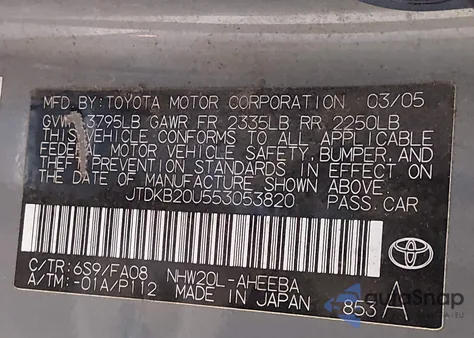 MFD. BY: TOYOTA MOTOR CORPORATION 03/05
GVW 3795LB GAWR FR 2335LB RR 2250LB
THIS VEHICLE CONFORMS TO ALL APPLICABLE
FEDERAL MOTOR VEHICLE SAFETY, BUMPER, AND
THEFT PREVENTION STANDARDS IN EFFECT ON
THE DATE OF MANUFACTURE SHOWN ABOVE.
JTDKB20U553053820 PASS. CAR
C/TR: 6S9/FA08 NHW20L-AHEEBA
A/TM: -01A/P112 MADE IN JAPAN 853 A
TOYOTA
autoSnap